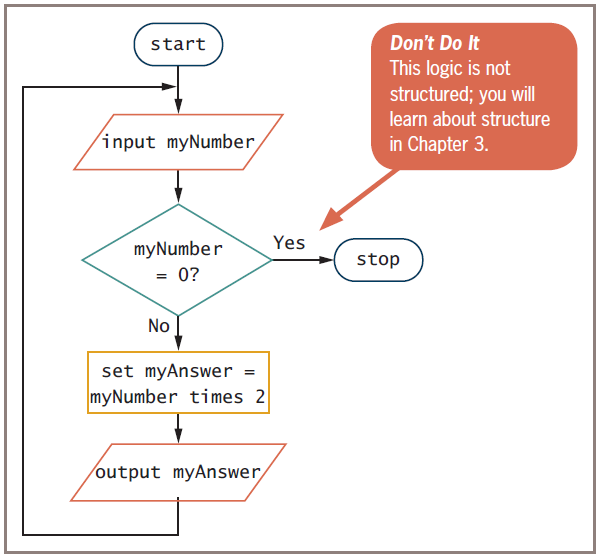 start
Don't Do It
This logic is not
structured; you will
learn about structure
in Chapter 3.
input myNumber
myNumber
= 0?
Yes
stop
No
set myAnswer =
myNumber times 2
output myAnswer